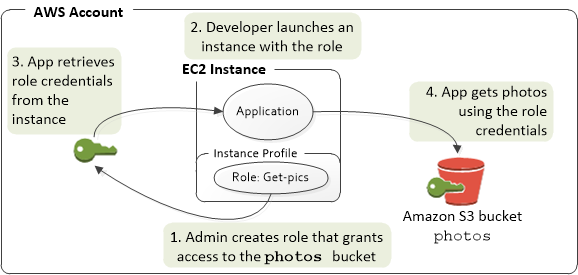 AWS Account
2. Developer launches an
instance with the role
3. App retrieves
role credentials
from the
instance
EC2 Instance
Application
4. App gets photos
using the role
credentials
Instance Profile
Role: Get-pics
Amazon S3 bucket
photos
1. Admin creates role that grants
access to the photos bucket